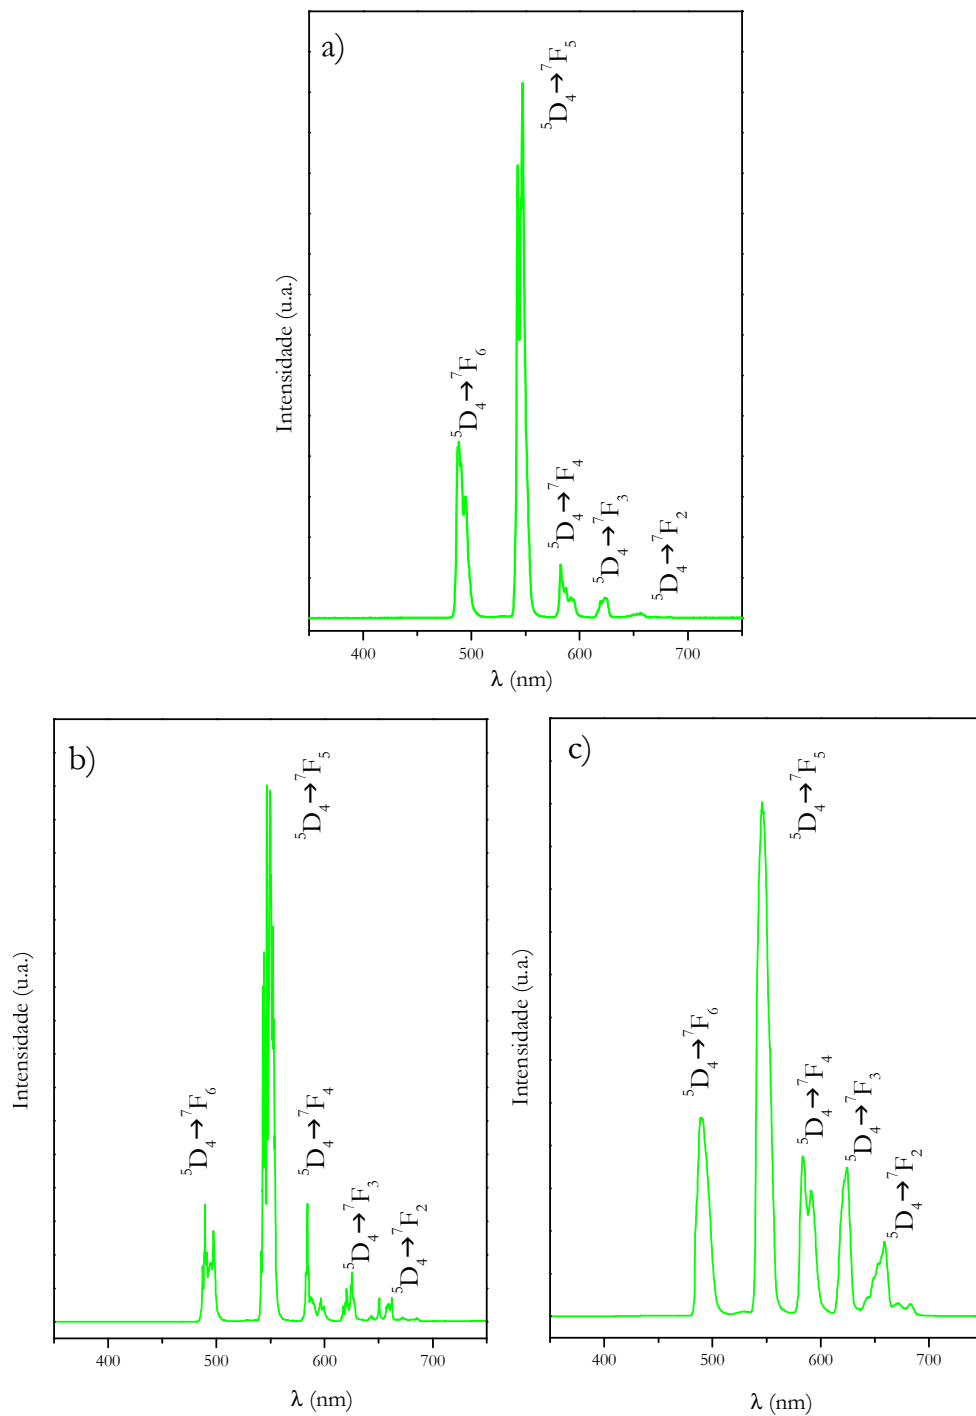 a)
⁵D₄→⁷F₅
⁵D₄→⁷F₆
⁵D₄→⁷F₄
⁵D₄→⁷F₃
⁵D₄→⁷F₂
Intensidade (u.a.)
400 500 600 700
λ (nm)
b)
⁵D₄→⁷F₅
⁵D₄→⁷F₆
⁵D₄→⁷F₄
⁵D₄→⁷F₃
⁵D₄→⁷F₂
Intensidade (u.a.)
400 500 600 700
λ (nm)
c)
⁵D₄→⁷F₅
⁵D₄→⁷F₆
⁵D₄→⁷F₄
⁵D₄→⁷F₃
⁵D₄→⁷F₂
Intensidade (u.a.)
400 500 600 700
λ (nm)